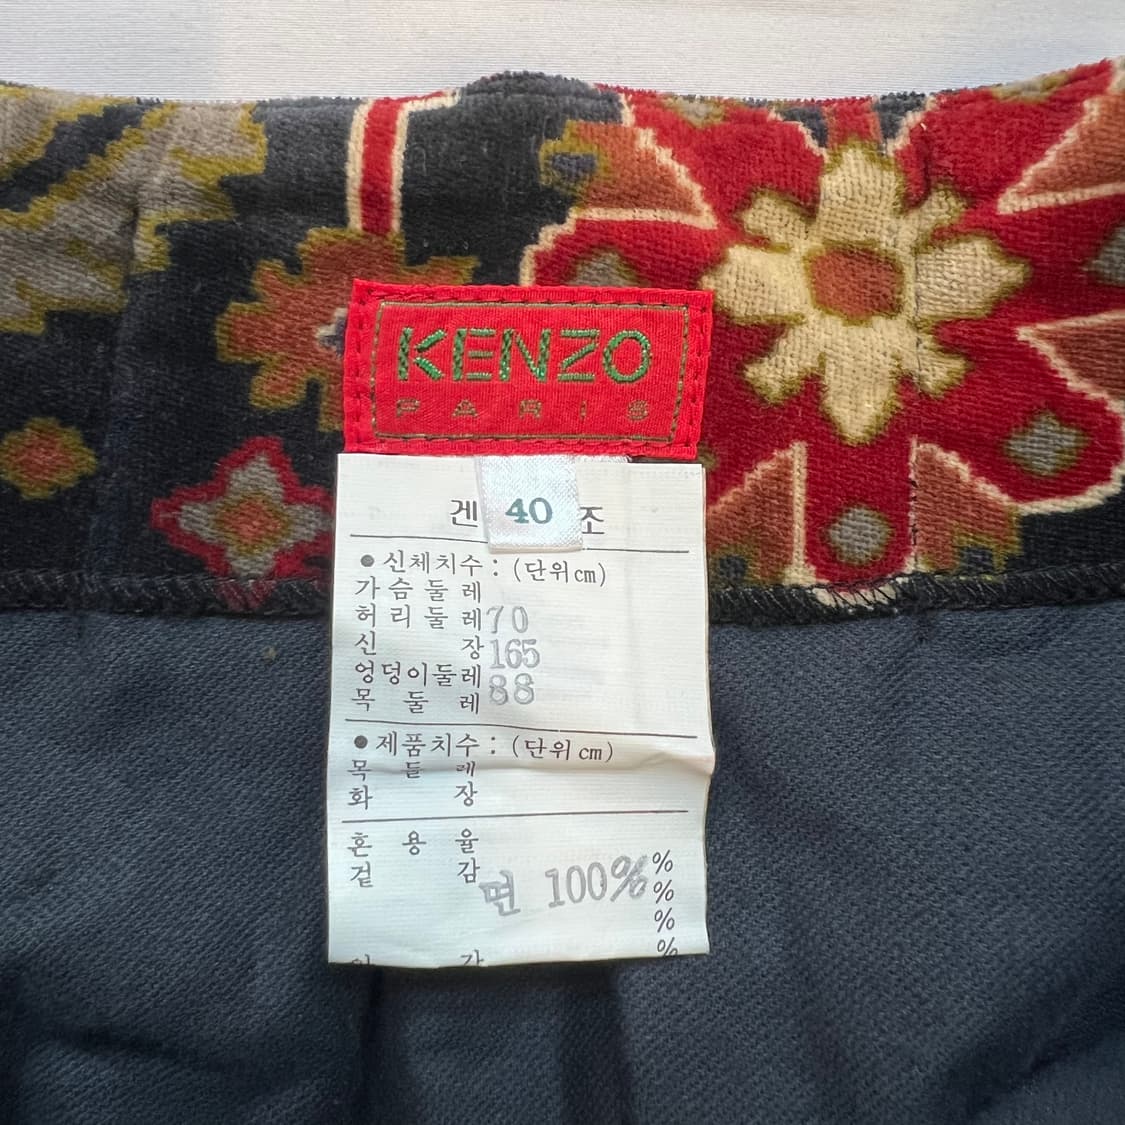 KENZO
PARIS
40
겐 조
● 신체치수 : (단위㎝)
가슴둘레
허리둘레 70
신 장 165
엉덩이둘레 88
목 둘 레
● 제품치수 : (단위㎝)
목 둘 레
화 장
혼 용 율
겉 감 면 100% %
%
%
%